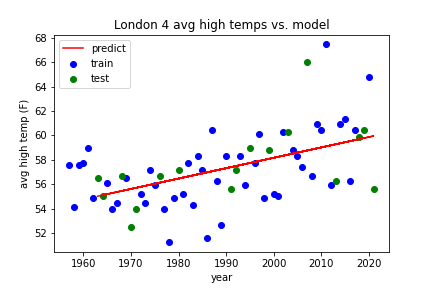 London 4 avg high temps vs. model
predict
train
test
avg high temp (F)
68
66
64
62
60
58
56
54
52
1960
1970
1980
1990
2000
2010
2020
year